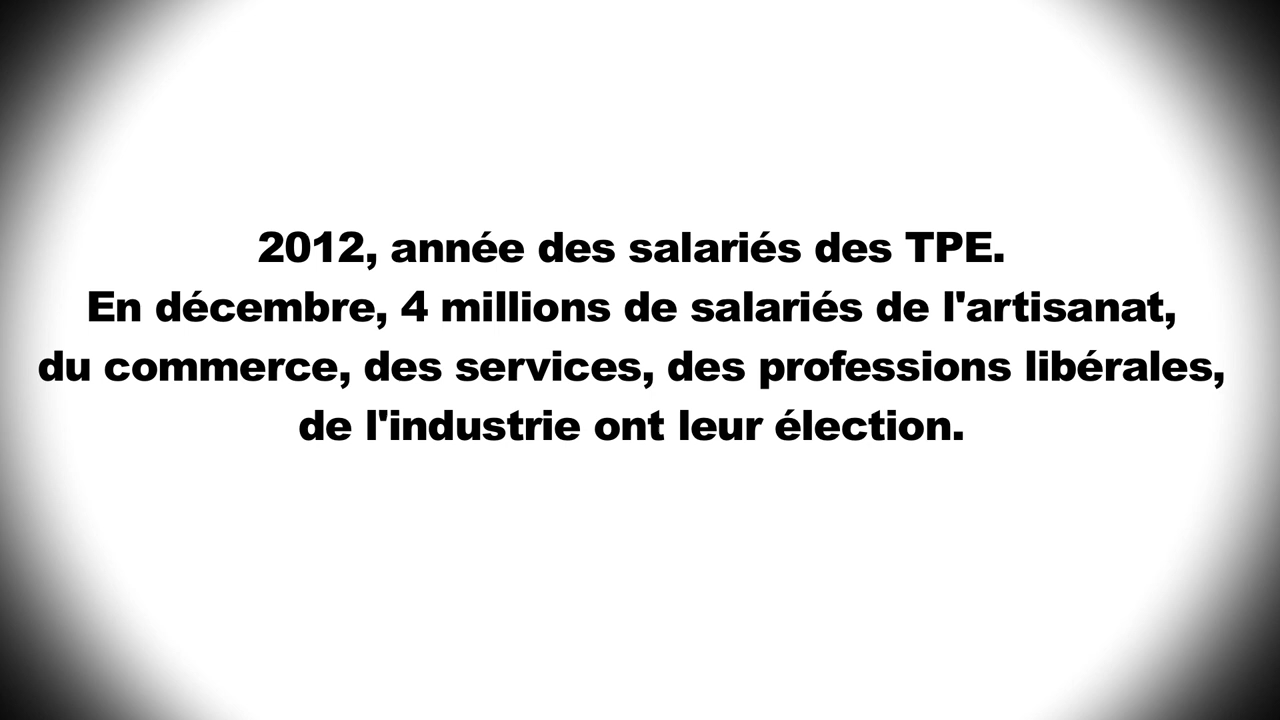 2012, année des salariés des TPE.
En décembre, 4 millions de salariés de l'artisanat,
du commerce, des services, des professions libérales,
de l'industrie ont leur élection.